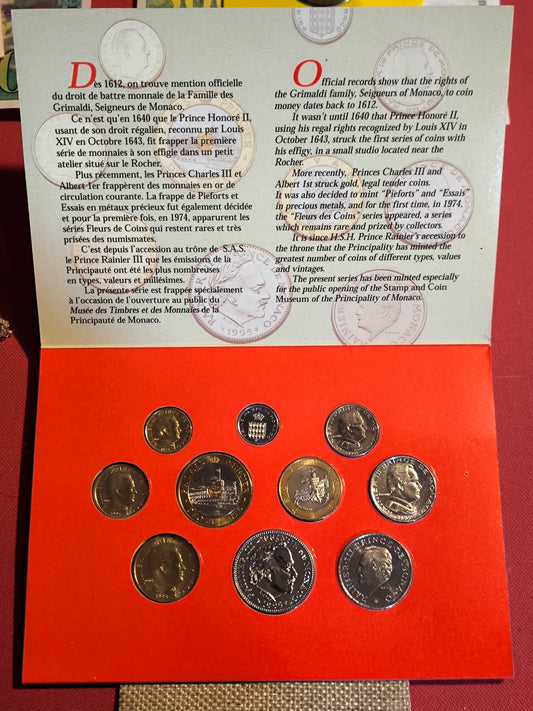 Dès 1612, on trouve mention officielle
du droit de battre monnaie de la Famille des
Grimaldi, Seigneurs de Monaco.
Ce n'est qu'en 1640 que le Prince Honoré II,
usant de son droit régalien, reconnu par Louis
XIV en Octobre 1643, fit frapper la première
série de monnaies à son effigie dans un petit
atelier situé sur le Rocher.
Plus récemment, les Princes Charles III et
Albert 1er frappèrent des monnaies en or de
circulation courante. La frappe de Pieforts et
Essais en métaux précieux fut également décidée
et pour la première fois, en 1974, apparurent les
séries Fleurs de Coins qui restent rares et très
prisées des numismates.
C'est depuis l'accession au trône de S.A.S.
le Prince Rainier III que les émissions de la
Principauté ont été les plus nombreuses
en types, valeurs et millésimes.
La présente série est frappée spécialement
à l'occasion de l'ouverture au public du
Musée des Timbres et des Monnaies de la
Principauté de Monaco.
Official records show that the rights of
the Grimaldi family, Seigneurs of Monaco, to coin
money dates back to 1612.
It wasn't until 1640 that Prince Honoré II,
using his regal rights recognized by Louis XIV in
October 1643, struck the first series of coins with
his effigy, in a small studio located near the
Rocher.
More recently, Princes Charles III and
Albert 1st struck gold, legal tender coins.
It was also decided to mint "Pieforts" and "Essais"
in precious metals, and for the first time, in 1974,
the "Fleurs des Coins" series appeared, a series
which remains rare and prized by collectors.
It is since H.S.H. Prince Rainier's accession to
the throne that the Principality has minted the
greatest number of coins of different types, values
and vintages.
The present series has been minted especially
for the public opening of the Stamp and Coin
Museum of the Principality of Monaco.
RAINIER III PRINCE DE MONACO
1995